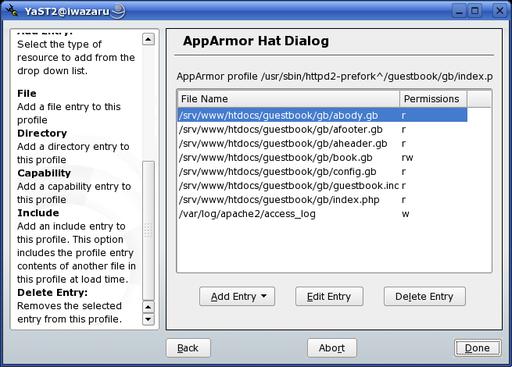 YaST2@iwazaru
Add Entry:
Select the type of
resource to add from the
drop down list.
File
Add a file entry to this
profile
Directory
Add a directory entry to
this profile
Capability
Add a capability entry to
this profile
Include
Add an include entry to
this profile. This option
includes the profile entry
contents of another file in
this profile at load time.
Delete Entry:
Removes the selected
entry from this profile.
AppArmor Hat Dialog
AppArmor profile /usr/sbin/httpd2-prefork^/guestbook/gb/index.p
File Name Permissions
/srv/www/htdocs/guestbook/gb/abody.gb r
/srv/www/htdocs/guestbook/gb/afooter.gb r
/srv/www/htdocs/guestbook/gb/aheader.gb r
/srv/www/htdocs/guestbook/gb/book.gb rw
/srv/www/htdocs/guestbook/gb/config.gb r
/srv/www/htdocs/guestbook/gb/guestbook.inc r
/srv/www/htdocs/guestbook/gb/index.php r
/var/log/apache2/access_log w
Add Entry Edit Entry Delete Entry
Back Abort Done